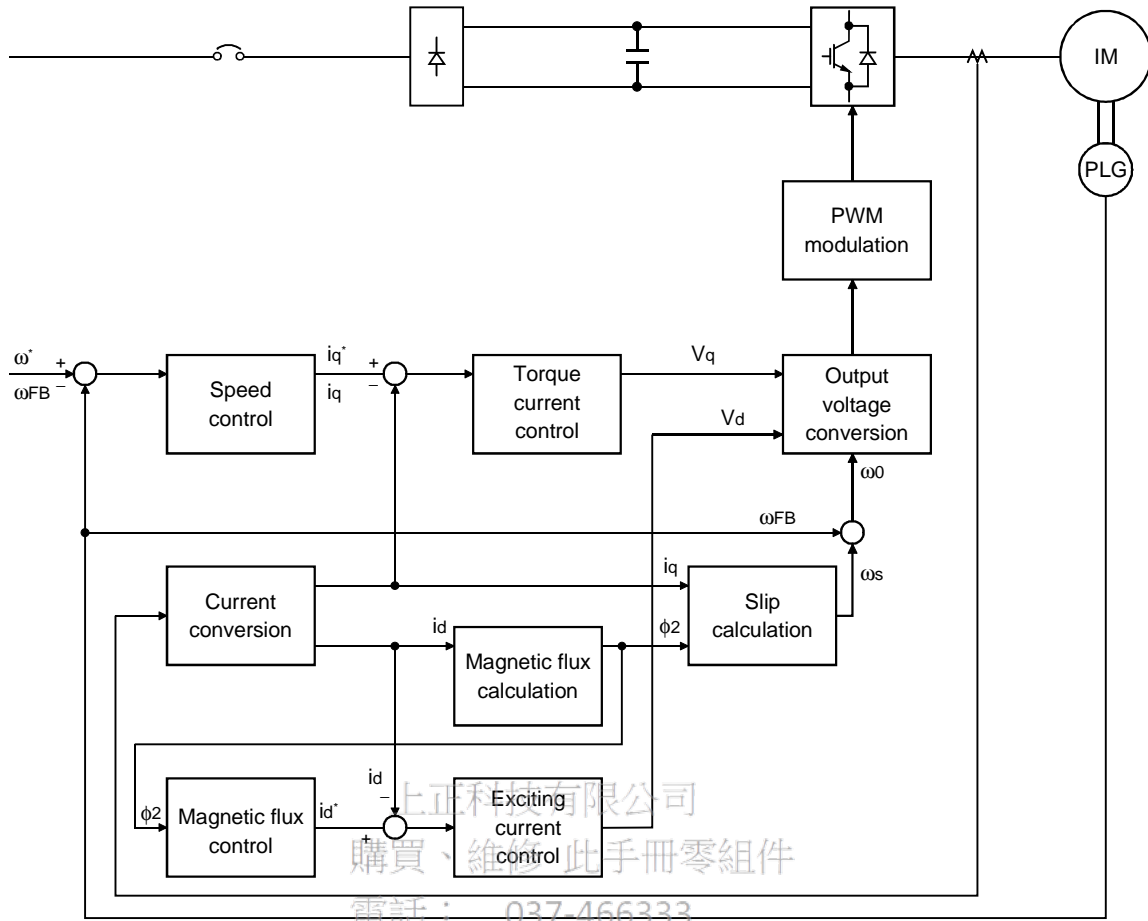 IM
PLG
PWM
modulation
ω*
+
ωFB
−
Speed
control
iq*
iq
+
−
Torque
current
control
Vq
Vd
Output
voltage
conversion
ω0
ωFB
ωs
Current
conversion
iq
id
Magnetic flux
calculation
ϕ2
Slip
calculation
ϕ2
Magnetic flux
control
id*
id
−
+
Exciting
current
control
上正科技有限公司
購買、維修 此手冊零組件
電話： 037-466333